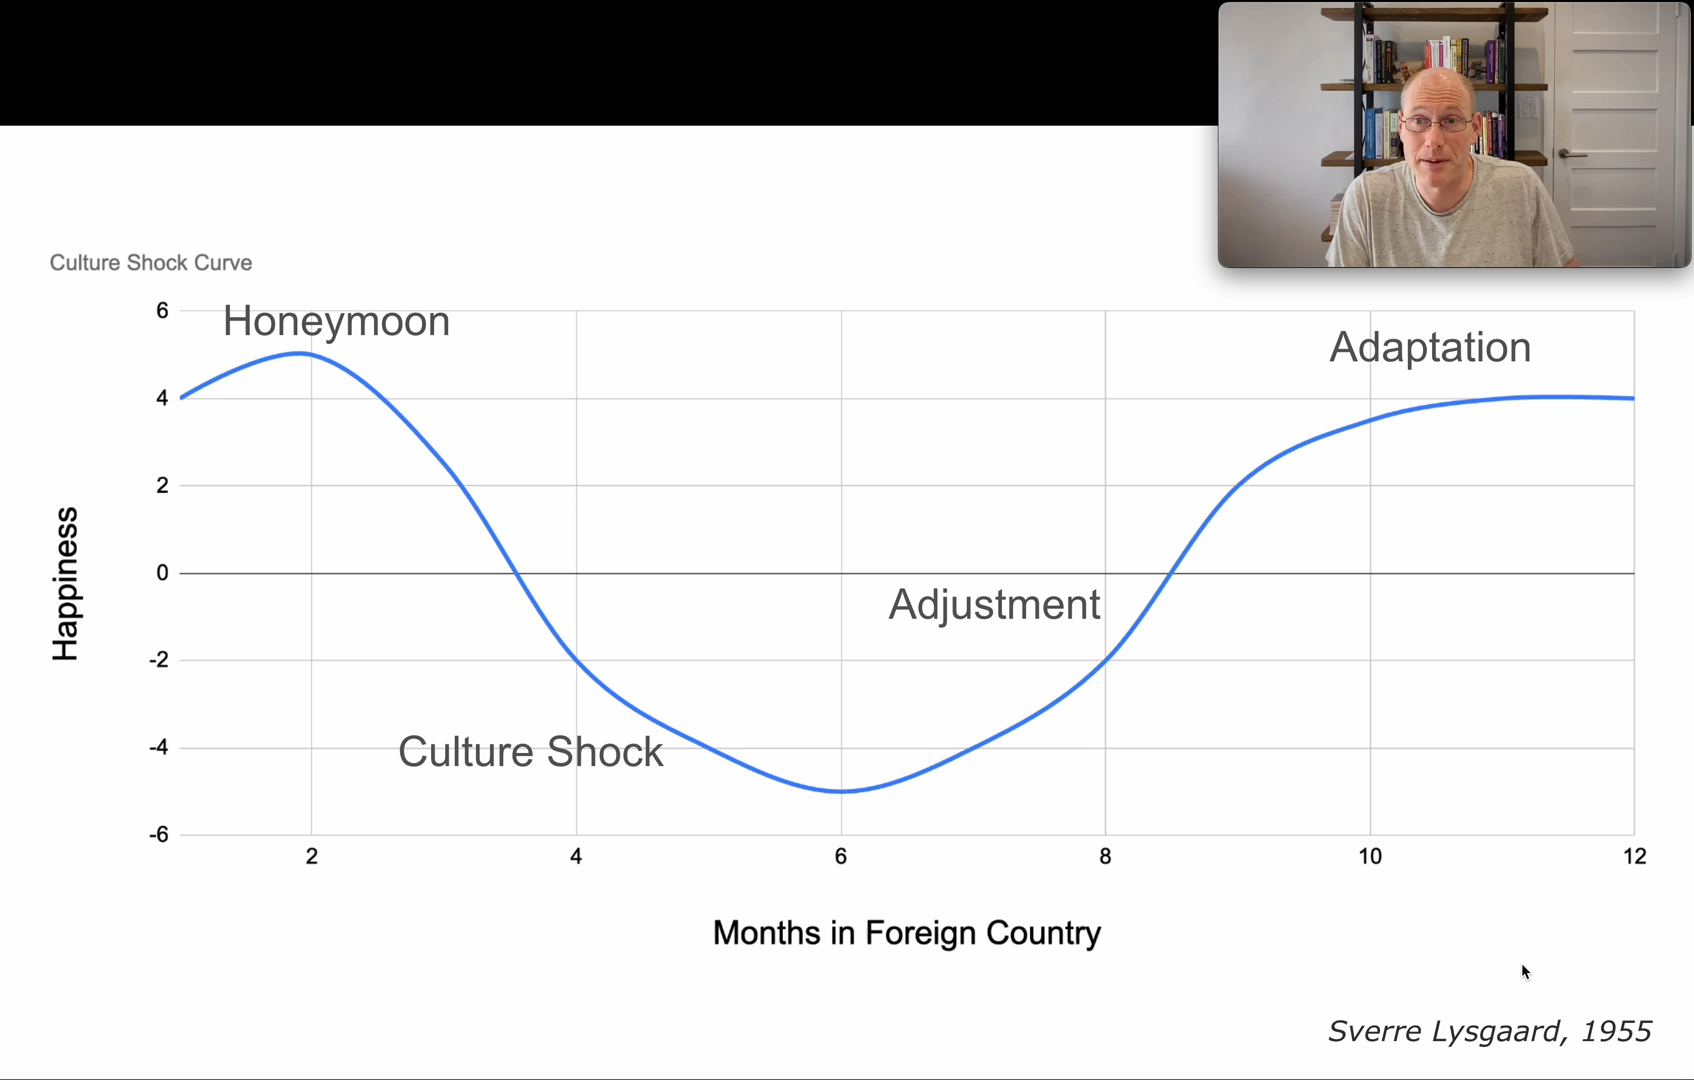 Culture Shock Curve
Honeymoon
Adaptation
Adjustment
Culture Shock
Happiness
6
4
2
0
-2
-4
-6
2 4 6 8 10 12
Months in Foreign Country
Sverre Lysgaard, 1955